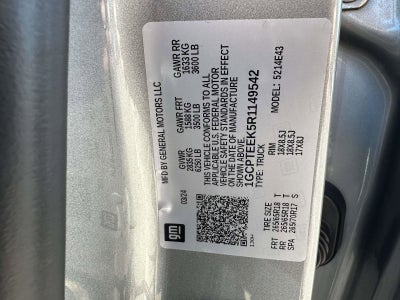 MFD BY GENERAL MOTORS LLC
03/24
GVWR
2835 KG
6250 LB
GAWR FRT
1588 KG
3500 LB
GAWR RR
1633 KG
3600 LB
THIS VEHICLE CONFORMS TO ALL
APPLICABLE U.S. FEDERAL MOTOR
VEHICLE SAFETY STANDARDS IN EFFECT
ON THE DATE OF MANUFACTURE
SHOWN ABOVE.
1GCPTEEK5R1149542
TYPE: TRUCK
MODEL: 5214E43
gm
TIRE SIZE
RIM
FRT 265/65R18 T 18X8.5J
RR 265/65R18 T 18X8.5J
SPA 265/70R17 S 17X8J